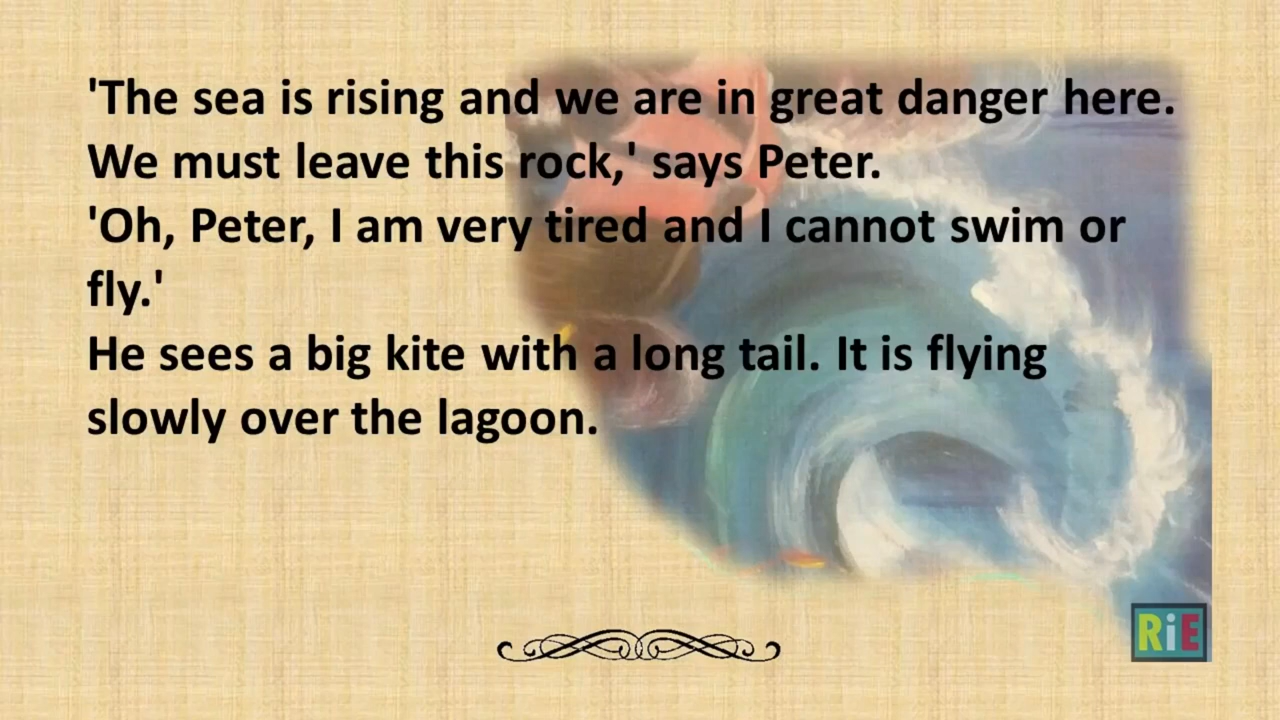 'The sea is rising and we are in great danger here.
We must leave this rock,' says Peter.
'Oh, Peter, I am very tired and I cannot swim or
fly.'
He sees a big kite with a long tail. It is flying
slowly over the lagoon.
RiE